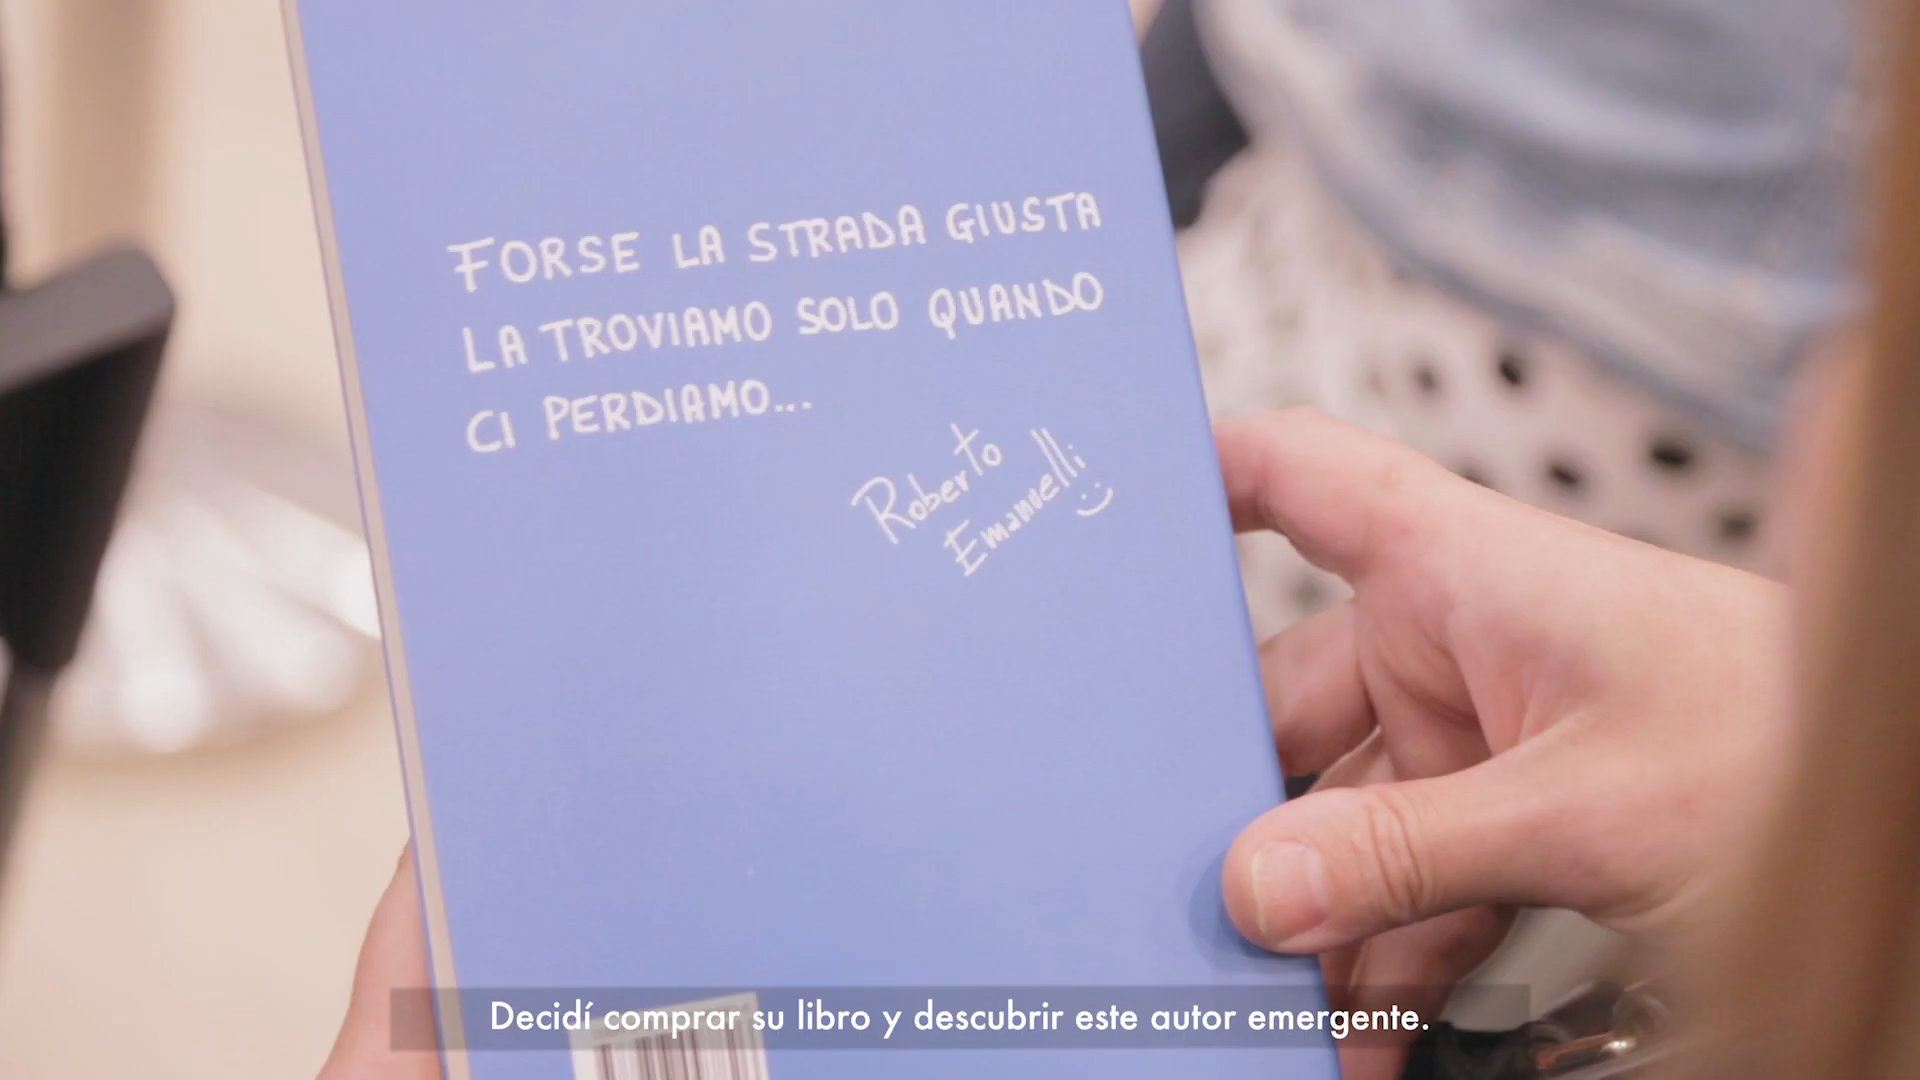 FORSE LA STRADA GIUSTA
LA TROVIAMO SOLO QUANDO
CI PERDIAMO...
Roberto
Emanuelli :)
Decidí comprar su libro y descubrir este autor emergente.